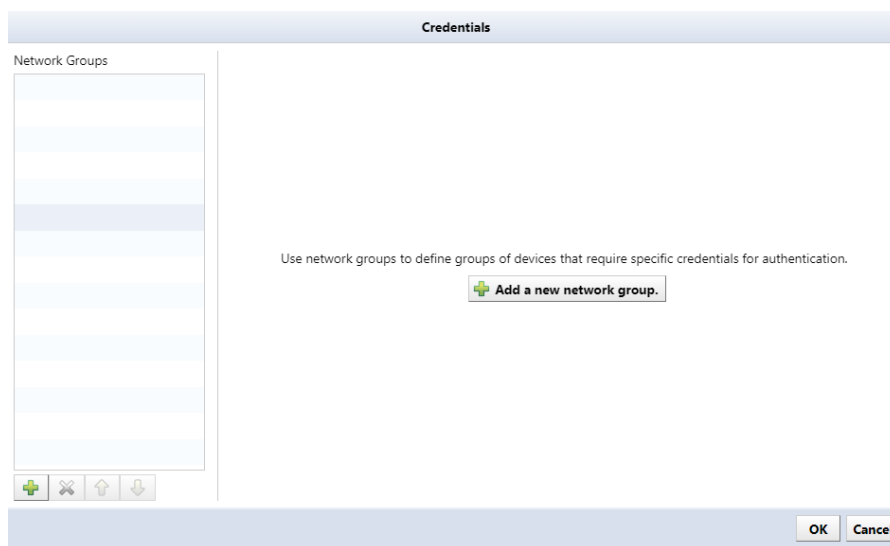 Credentials
Network Groups
Use network groups to define groups of devices that require specific credentials for authentication.
Add a new network group.
OK
Cance